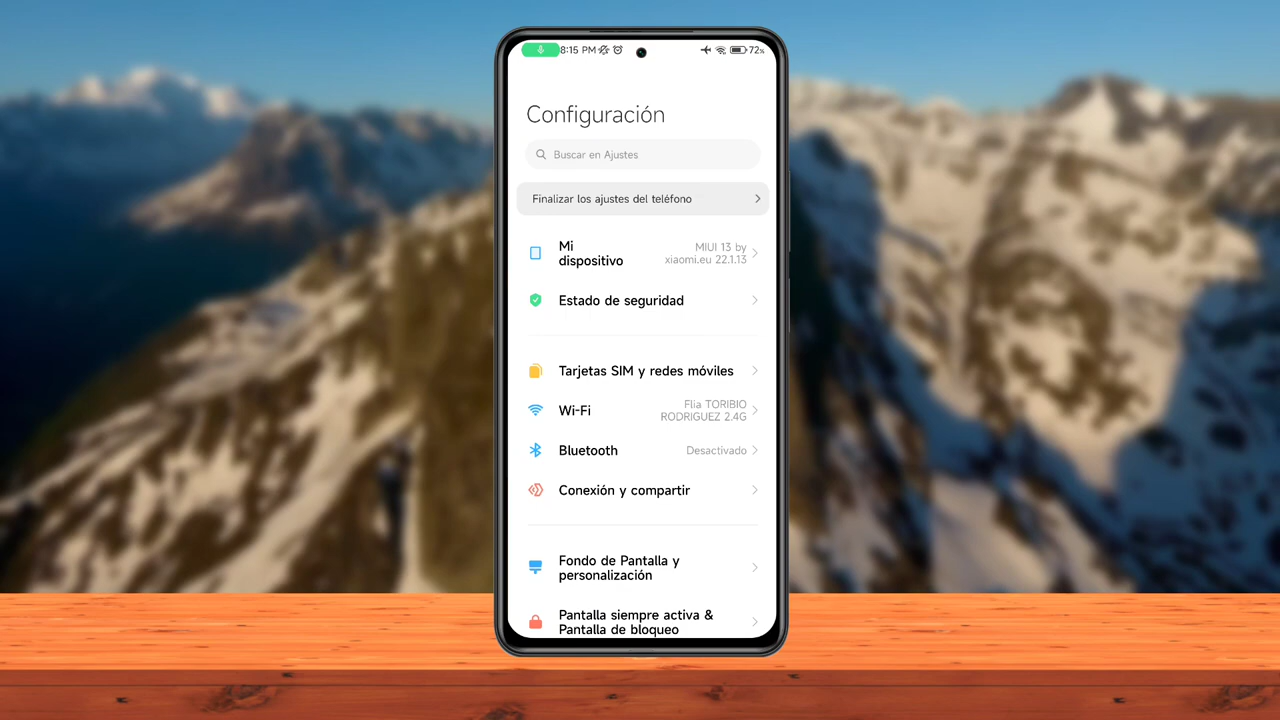 8:15 PM
72%
Configuración
Buscar en Ajustes
Finalizar los ajustes del teléfono
Mi
dispositivo
MIUI 13 by
xiaomi.eu 22.1.13
Estado de seguridad
Tarjetas SIM y redes móviles
Wi-Fi
Flia TORIBIO
RODRIGUEZ 2.4G
Bluetooth
Desactivado
Conexión y compartir
Fondo de Pantalla y
personalización
Pantalla siempre activa &
Pantalla de bloqueo